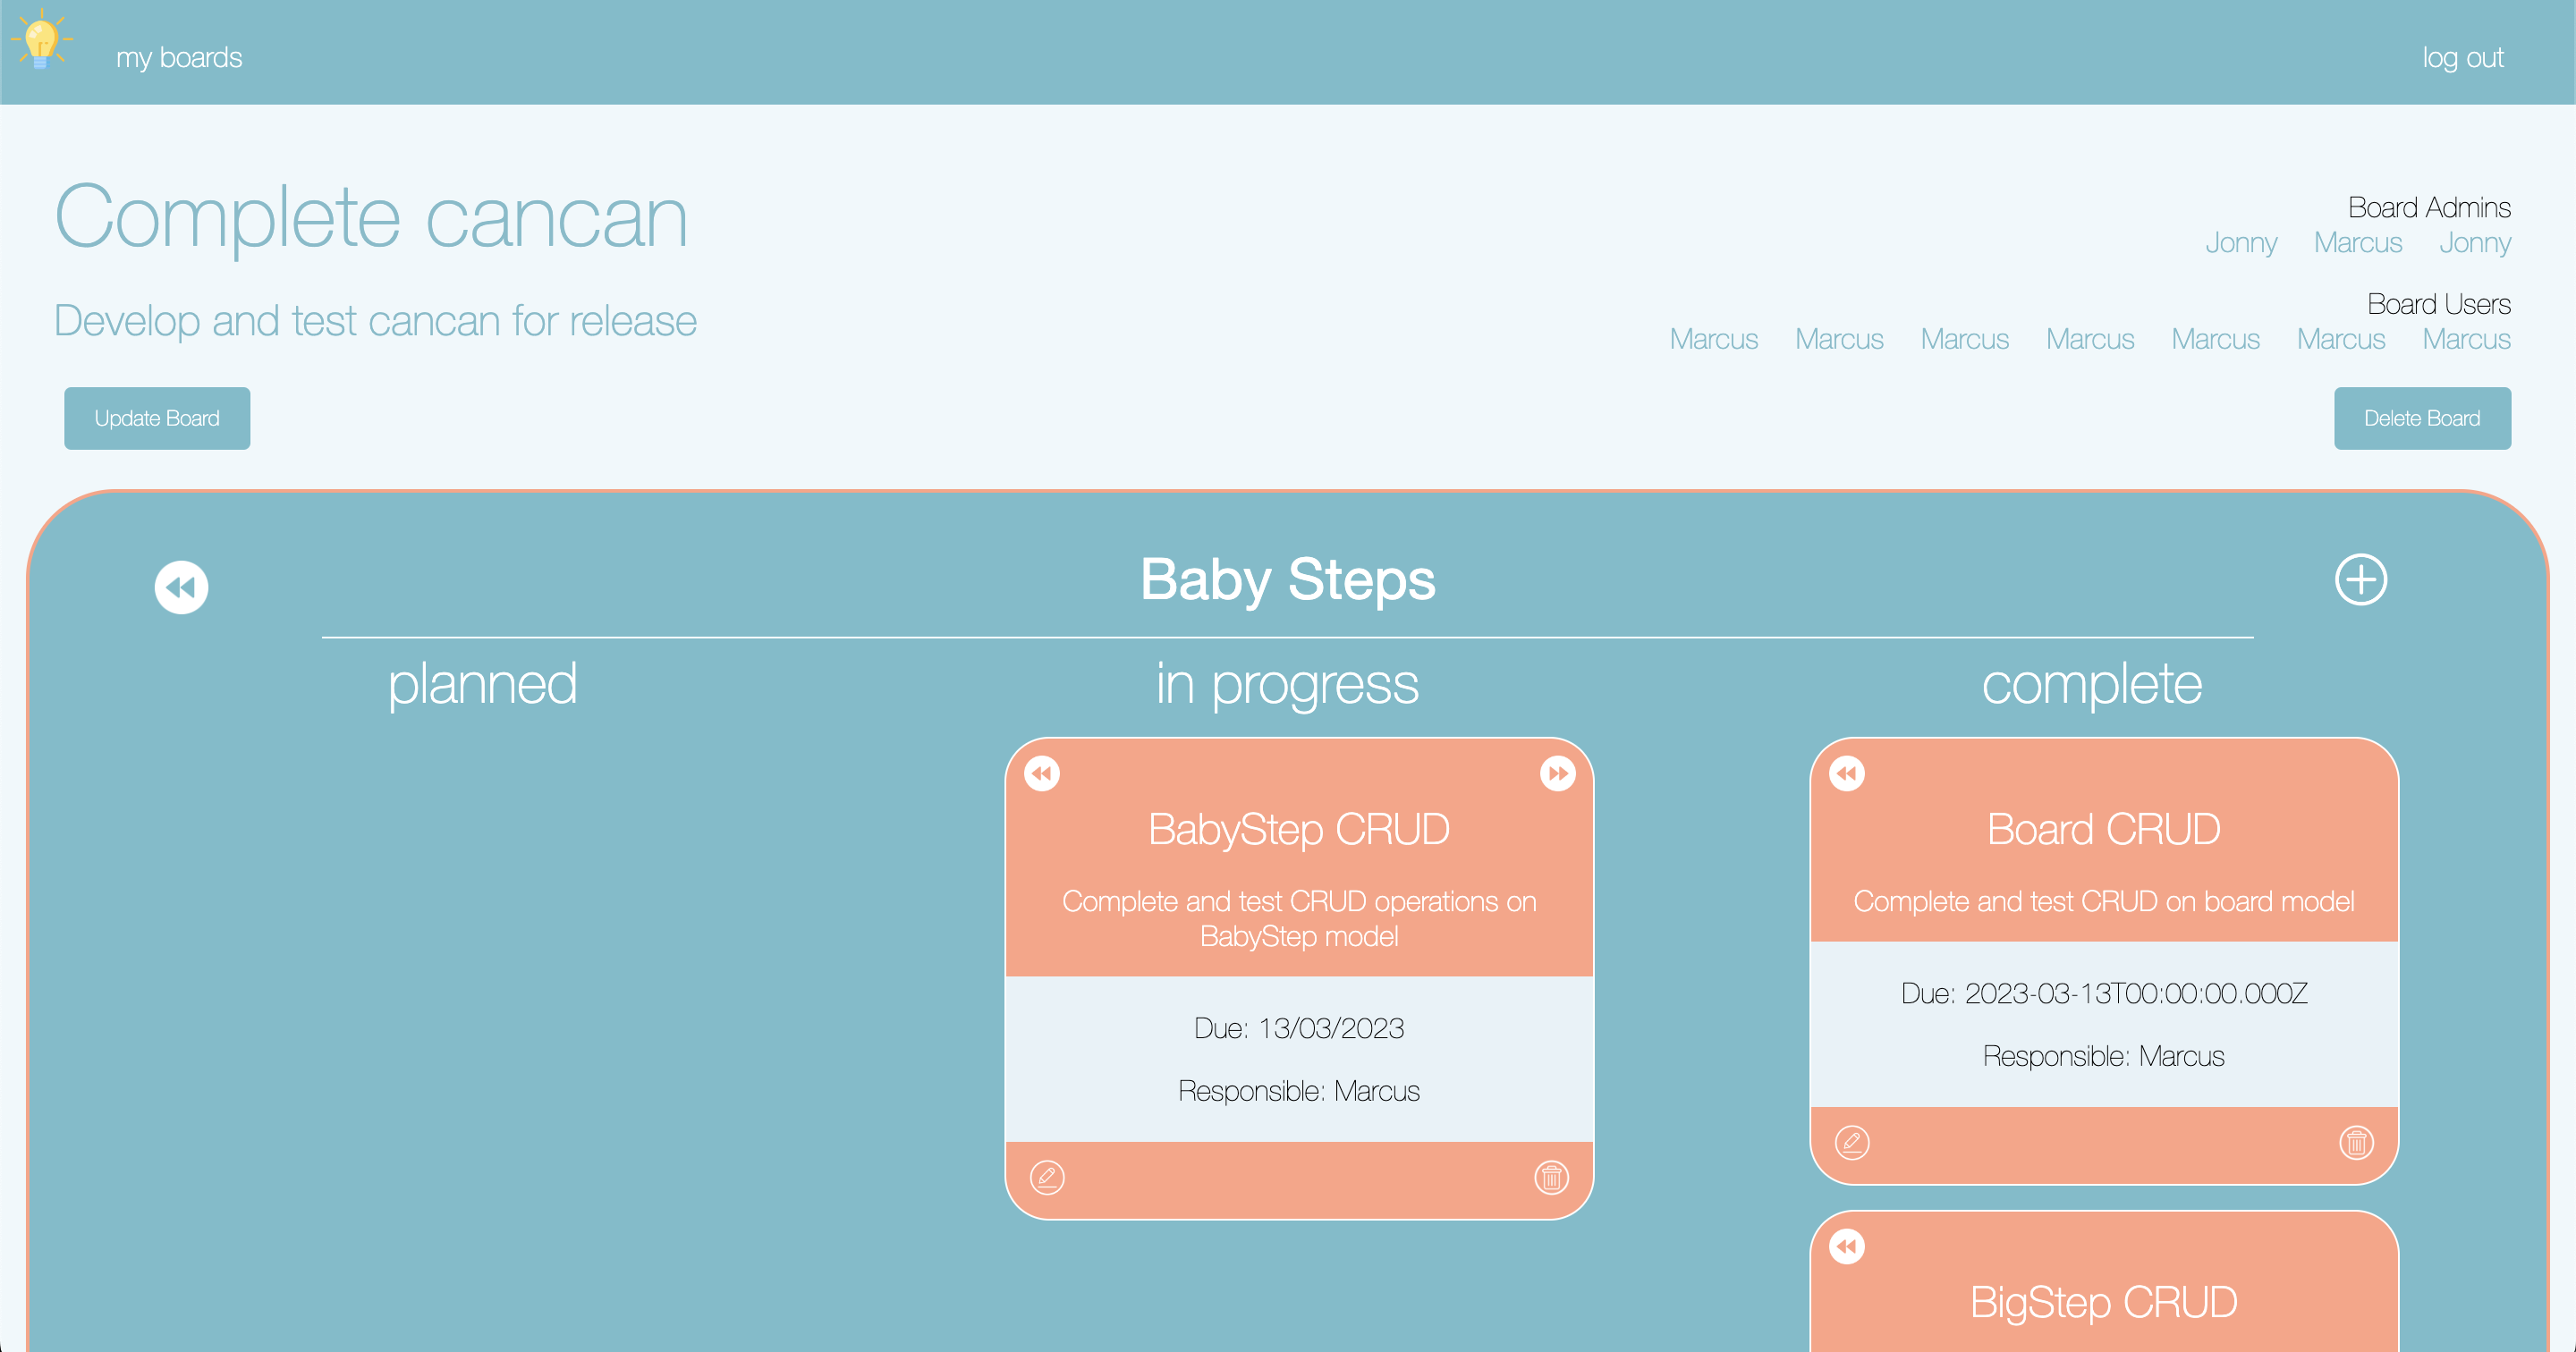 my boards
log out
Complete cancan
Develop and test cancan for release
Board Admins
Jonny Marcus Jonny
Board Users
Marcus Marcus Marcus Marcus Marcus Marcus Marcus
Update Board
Delete Board
Baby Steps
planned
in progress
complete
BabyStep CRUD
Complete and test CRUD operations on
BabyStep model
Due: 13/03/2023
Responsible: Marcus
Board CRUD
Complete and test CRUD on board model
Due: 2023-03-13T00:00:00.000Z
Responsible: Marcus
BigStep CRUD